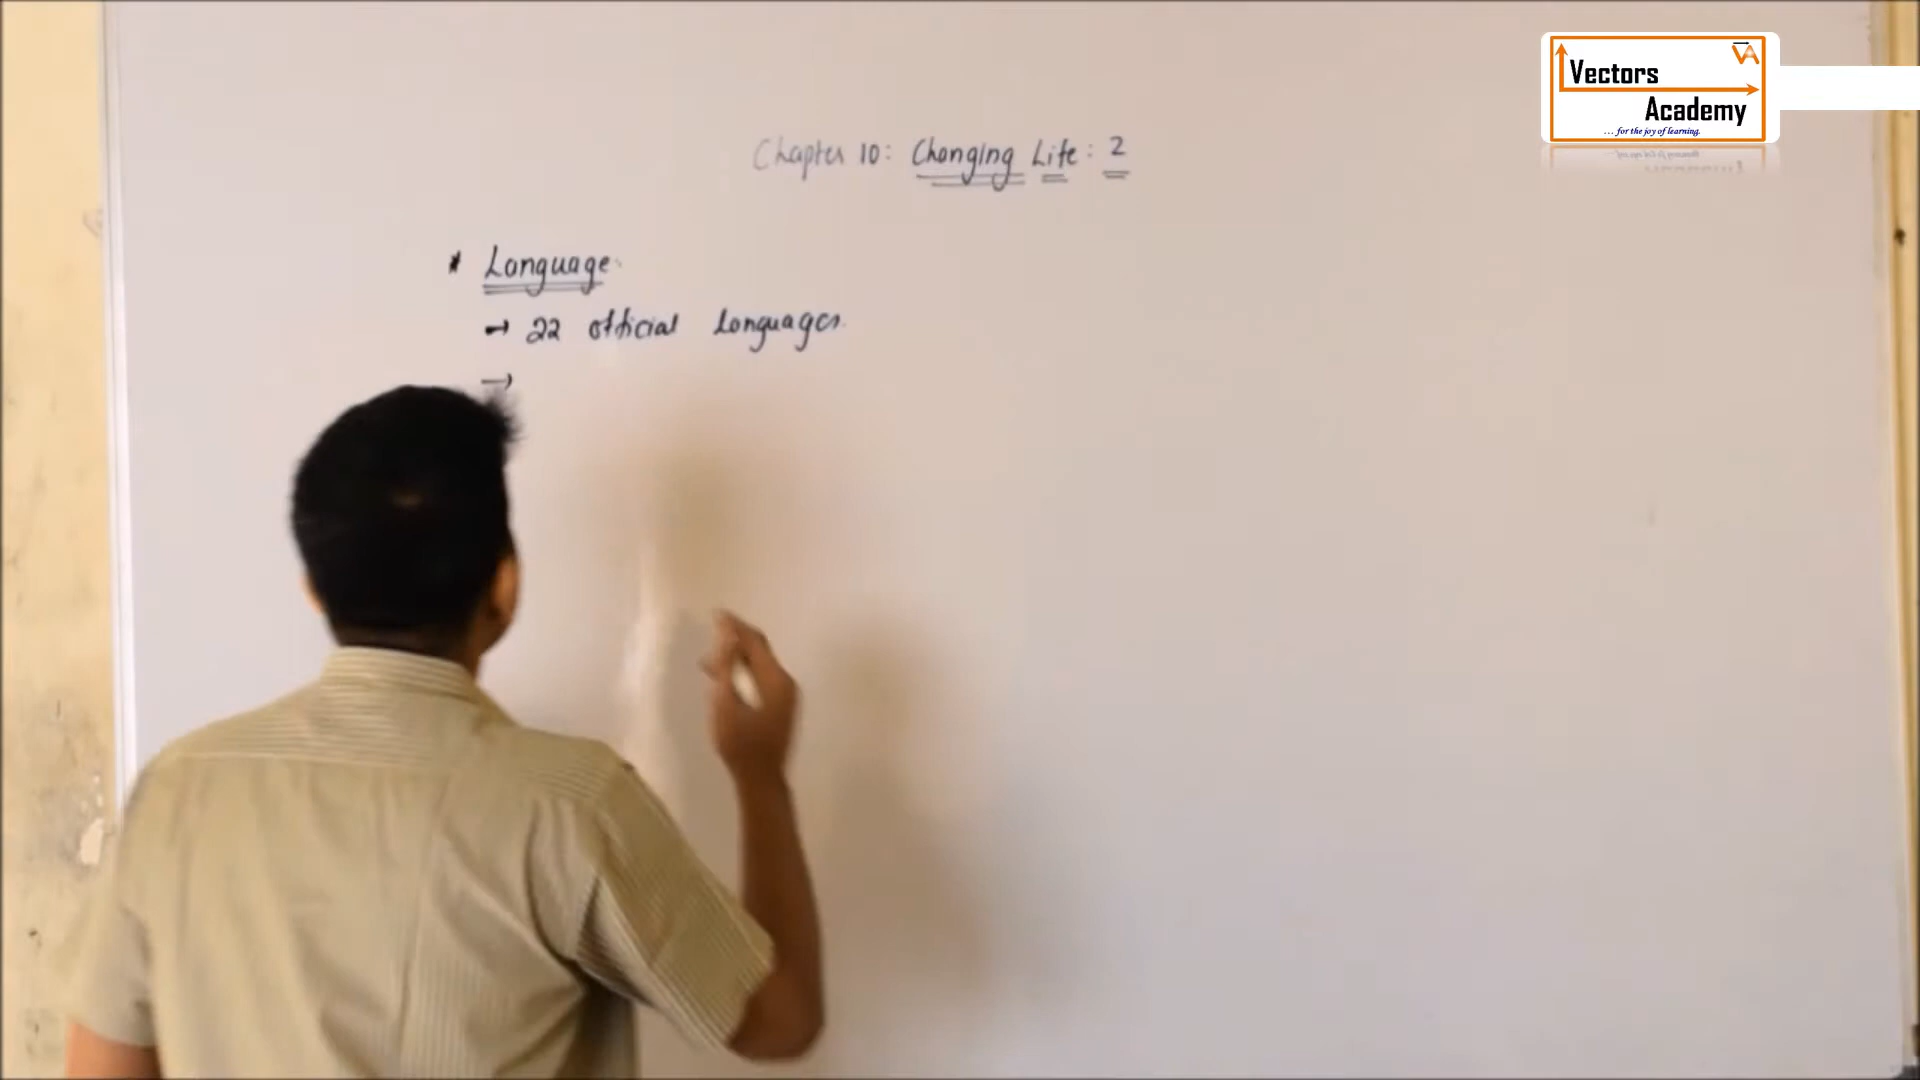 Vectors
Academy
... for the joy of learning.
Chapter 10: Changing Life: 2
* Language:
→ 22 official languages.
→